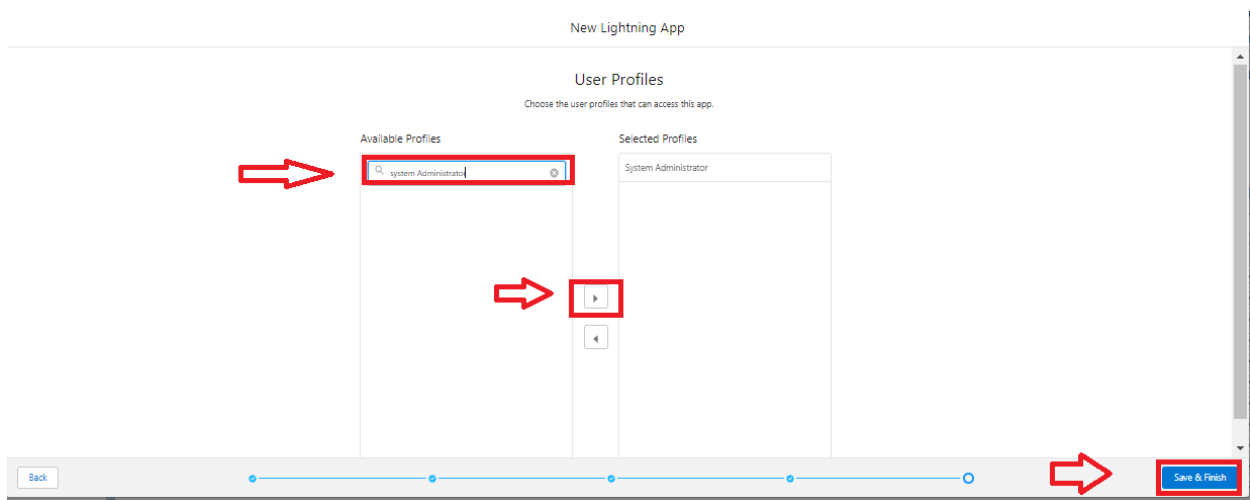 New Lightning App
User Profiles
Choose the user profiles that can access this app.
Available Profiles
Selected Profiles
system Administrator
System Administrator
Back
Save & Finish